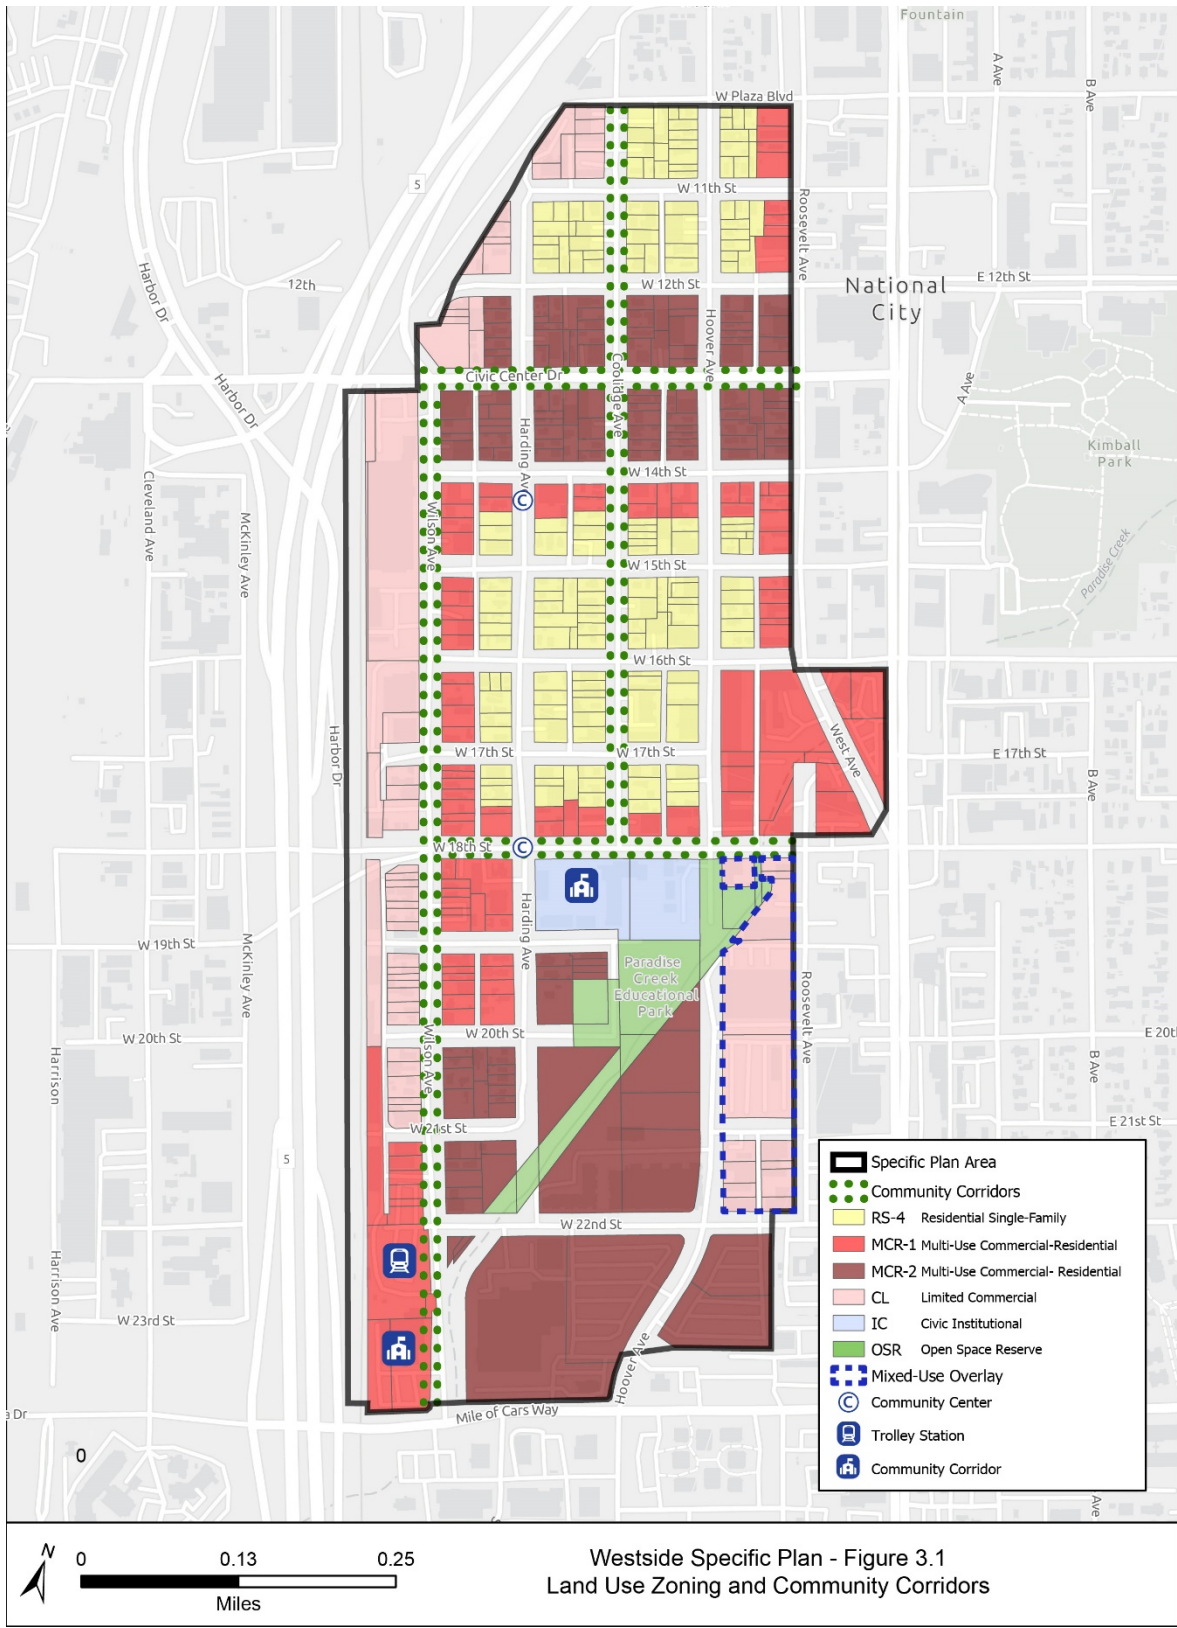 Fountain
W Plaza Blvd
A Ave
B Ave
5
W 11th St
Roosevelt Ave
Harbor Dr
12th
W 12th St
E 12th St
National
City
Hoover Ave
Coolidge Ave
Civic Center Dr
Harbor Dr
A Ave
Kimball
Park
Harding Ave
W 14th St
C
Cleveland Ave
McKinley Ave
Wilson Ave
W 15th St
Paradise Creek
W 16th St
Harbor Dr
W 17th St
W 17th St
West Ave
E 17th St
B Ave
W 18th St
C
Harding Ave
W 19th St
McKinley Ave
Paradise
Creek
Educational
Park
Roosevelt Ave
W 20th St
W 20th St
E 20t
Harrison
Wilson Ave
B Ave
W 21st St
E 21st St
5
W 22nd St
Harrison Ave
W 23rd St
Hoover Ave
Mile of Cars Way
a Dr
Ave
Specific Plan Area
Community Corridors
RS-4 Residential Single-Family
MCR-1 Multi-Use Commercial-Residential
MCR-2 Multi-Use Commercial- Residential
CL Limited Commercial
IC Civic Institutional
OSR Open Space Reserve
Mixed-Use Overlay
C Community Center
Trolley Station
Community Corridor
0
N
0 0.13 0.25
Miles
Westside Specific Plan - Figure 3.1
Land Use Zoning and Community Corridors